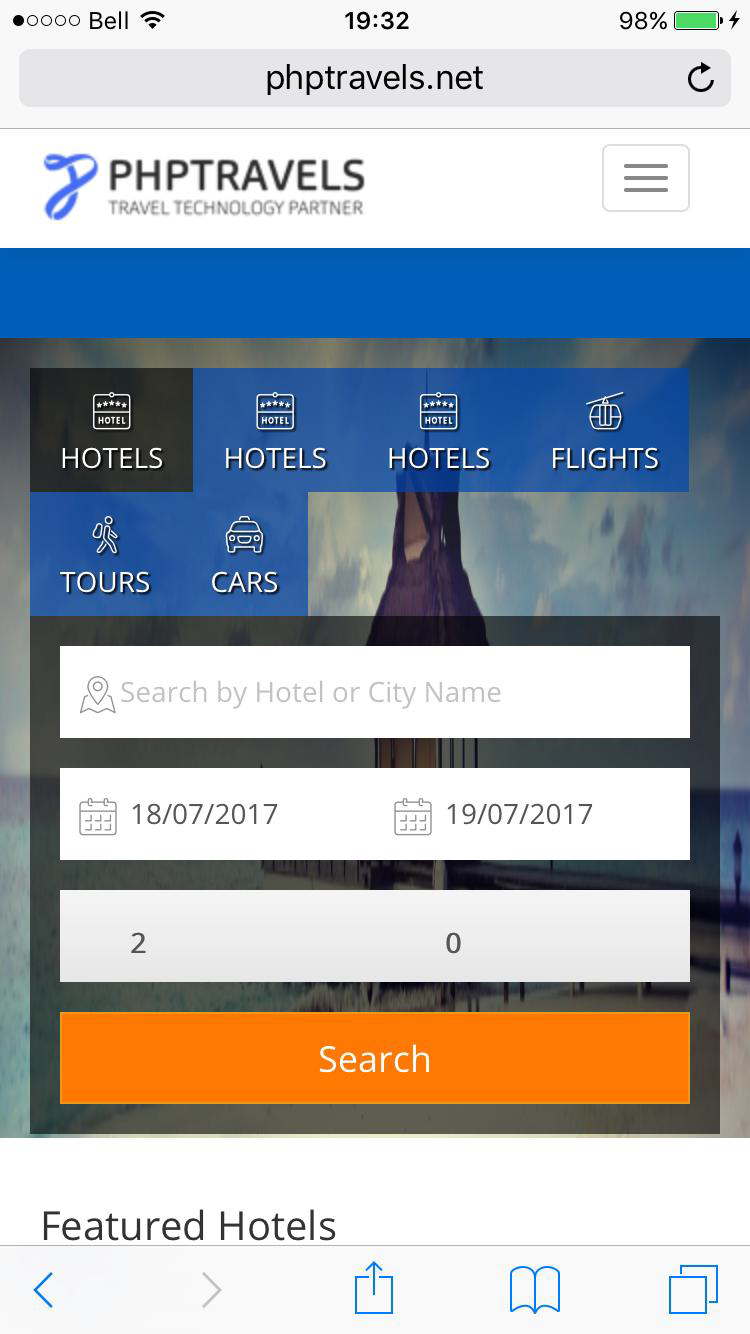 Bell 19:32 98%
phptravels.net
PHPTRAVELS
TRAVEL TECHNOLOGY PARTNER
HOTEL HOTEL HOTEL
HOTELS HOTELS HOTELS FLIGHTS
TOURS CARS
Search by Hotel or City Name
18/07/2017 19/07/2017
2 0
Search
Featured Hotels